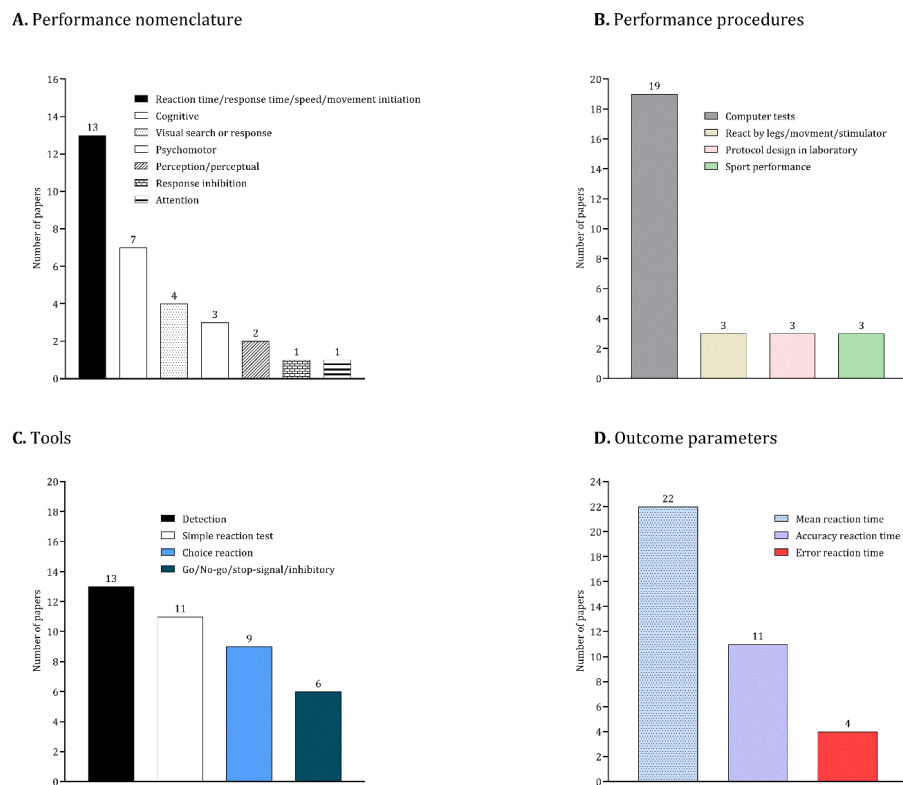 A. Performance nomenclature
16
14
12
10
8
6
4
2
0
Number of papers
13
7
4
3
2
1
1
Reaction time/response time/speed/movement initiation
Cognitive
Visual search or response
Psychomotor
Perception/perceptual
Response inhibition
Attention
B. Performance procedures
20
18
16
14
12
10
8
6
4
2
0
Number of papers
19
3
3
3
Computer tests
React by legs/movment/stimulator
Protocol design in laboratory
Sport performance
C. Tools
20
18
16
14
12
10
8
6
4
2
0
Number of papers
13
11
9
6
Detection
Simple reaction test
Choice reaction
Go/No-go/stop-signal/inhibitory
D. Outcome parameters
24
22
20
18
16
14
12
10
8
6
4
2
0
Number of papers
22
11
4
Mean reaction time
Accuracy reaction time
Error reaction time